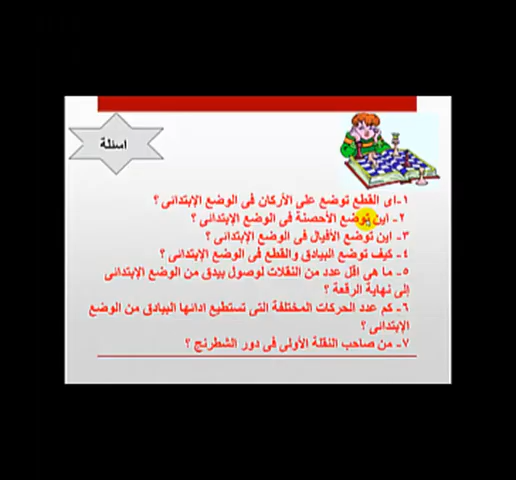 اسئلة
١-اى القطع توضع على الأركان فى الوضع الإبتدائى ؟
٢- اين توضع الأحصنة فى الوضع الإبتدائى ؟
٣- اين توضع الأفيال فى الوضع الإبتدائى ؟
٤- كيف توضع البيادق والقطع فى الوضع الإبتدائى ؟
٥- ما هى اقل عدد من النقلات لوصول بيدق من الوضع الإبتدائى
إلى نهاية الرقعة ؟
٦- كم عدد الحركات المختلفة التى تستطيع ادائها البيادق من الوضع
الإبتدائى ؟
٧- من صاحب النقلة الأولى فى دور الشطرنج ؟